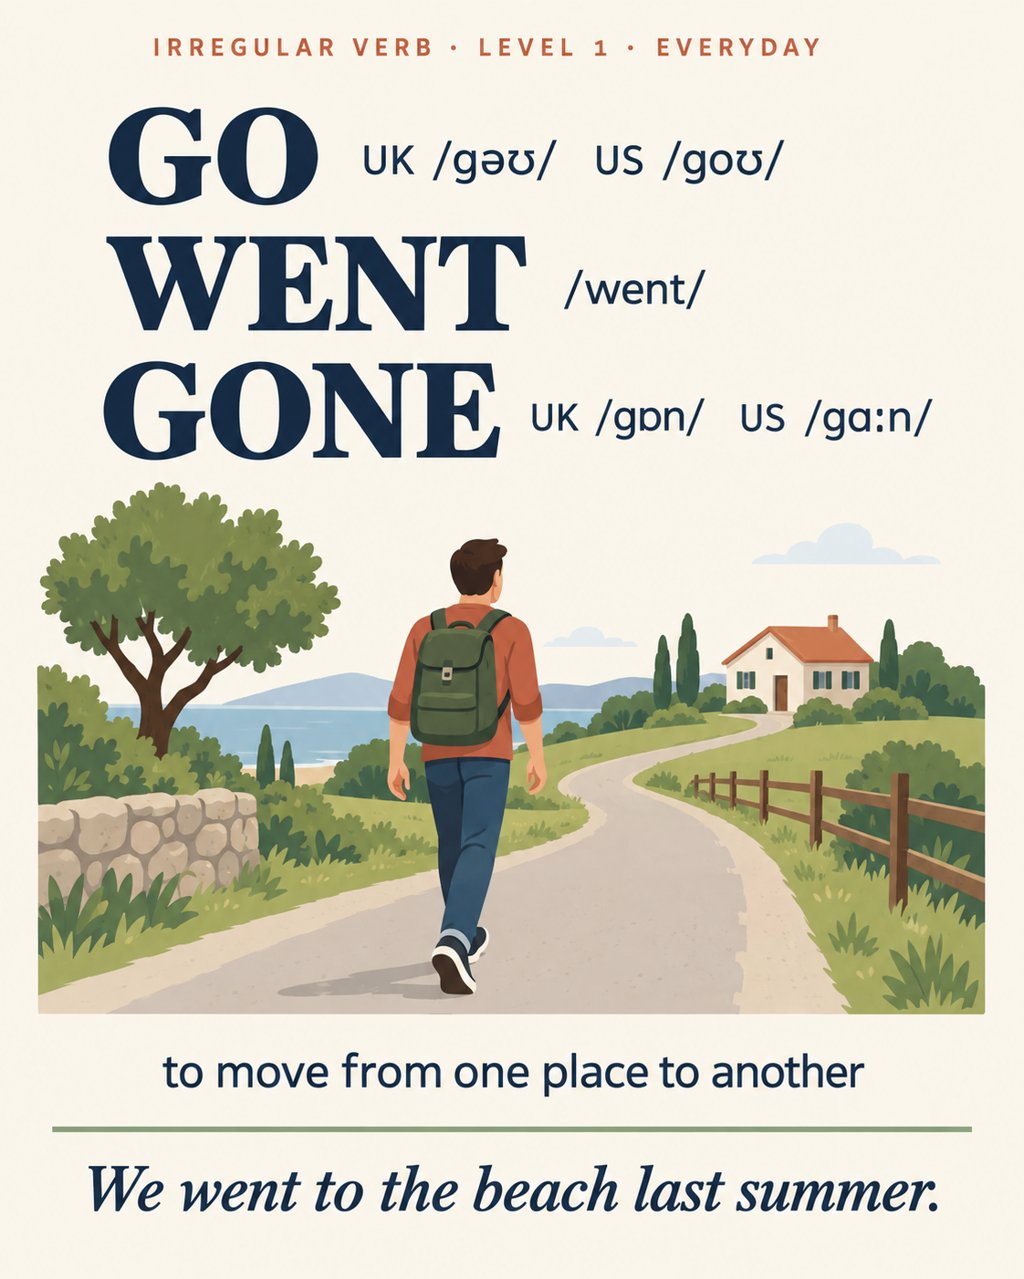 IRREGULAR VERB · LEVEL 1 · EVERYDAY
GO UK /ɡəʊ/ US /ɡoʊ/
WENT /went/
GONE UK /ɡɒn/ US /ɡɑːn/
to move from one place to another
We went to the beach last summer.